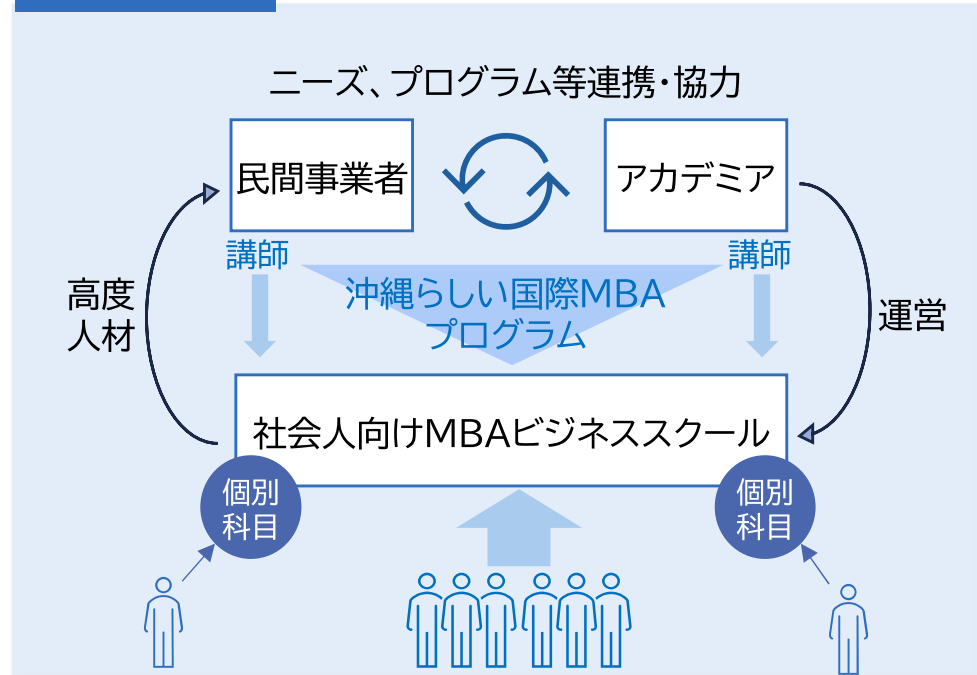 ニーズ、プログラム等連携・協力
民間事業者
アカデミア
講師
講師
沖縄らしい国際MBA
プログラム
高度
人材
運営
社会人向けMBAビジネススクール
個別
科目
個別
科目